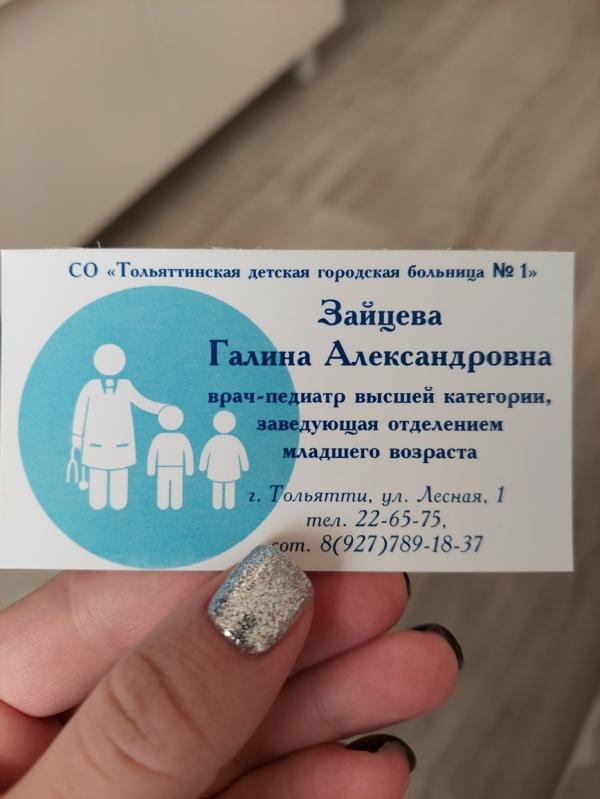 СО «Тольяттинская детская городская больница № 1»
Зайцева
Галина Александровна
врач-педиатр высшей категории,
заведующая отделением
младшего возраста
г. Тольятти, ул. Лесная, 1
тел. 22-65-75,
сот. 8(927)789-18-37